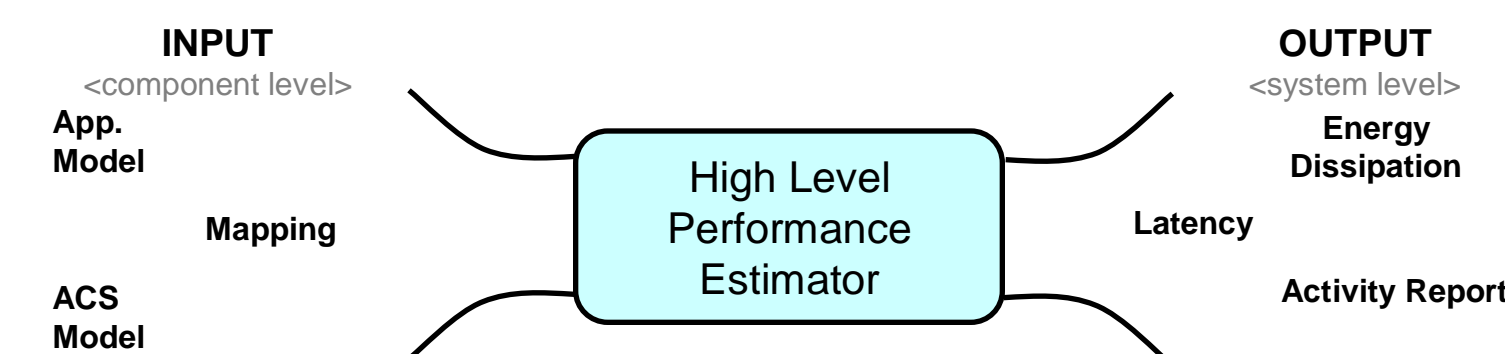 INPUT
<component level>
App.
Model
Mapping
ACS
Model
High Level
Performance
Estimator
OUTPUT
<system level>
Energy
Dissipation
Latency
Activity Report